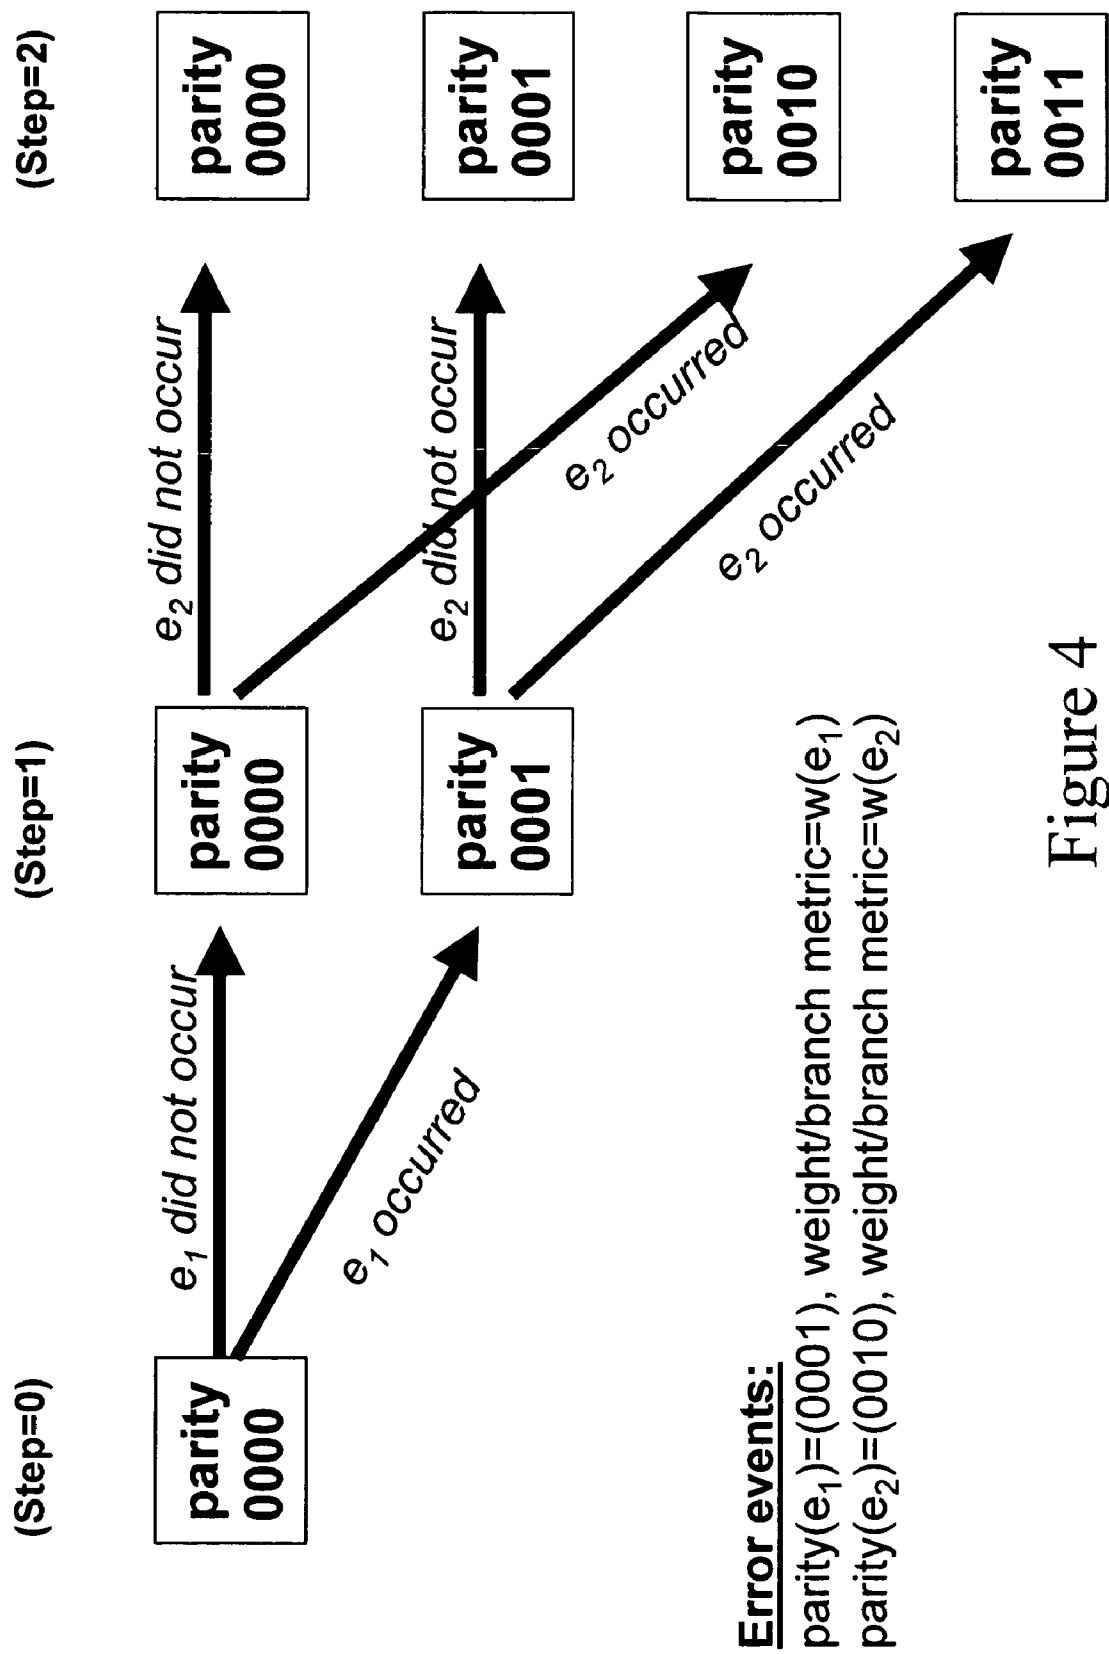 (Step=0)
(Step=1)
(Step=2)
parity
0000
e₁ did not occur
e₁ occurred
parity
0000
parity
0001
e₂ did not occur
e₂ did not occur
e₂ occurred
e₂ occurred
parity
0000
parity
0001
parity
0010
parity
0011
Error events:
parity(e₁)=(0001), weight/branch metric=w(e₁)
parity(e₂)=(0010), weight/branch metric=w(e₂)
Figure 4